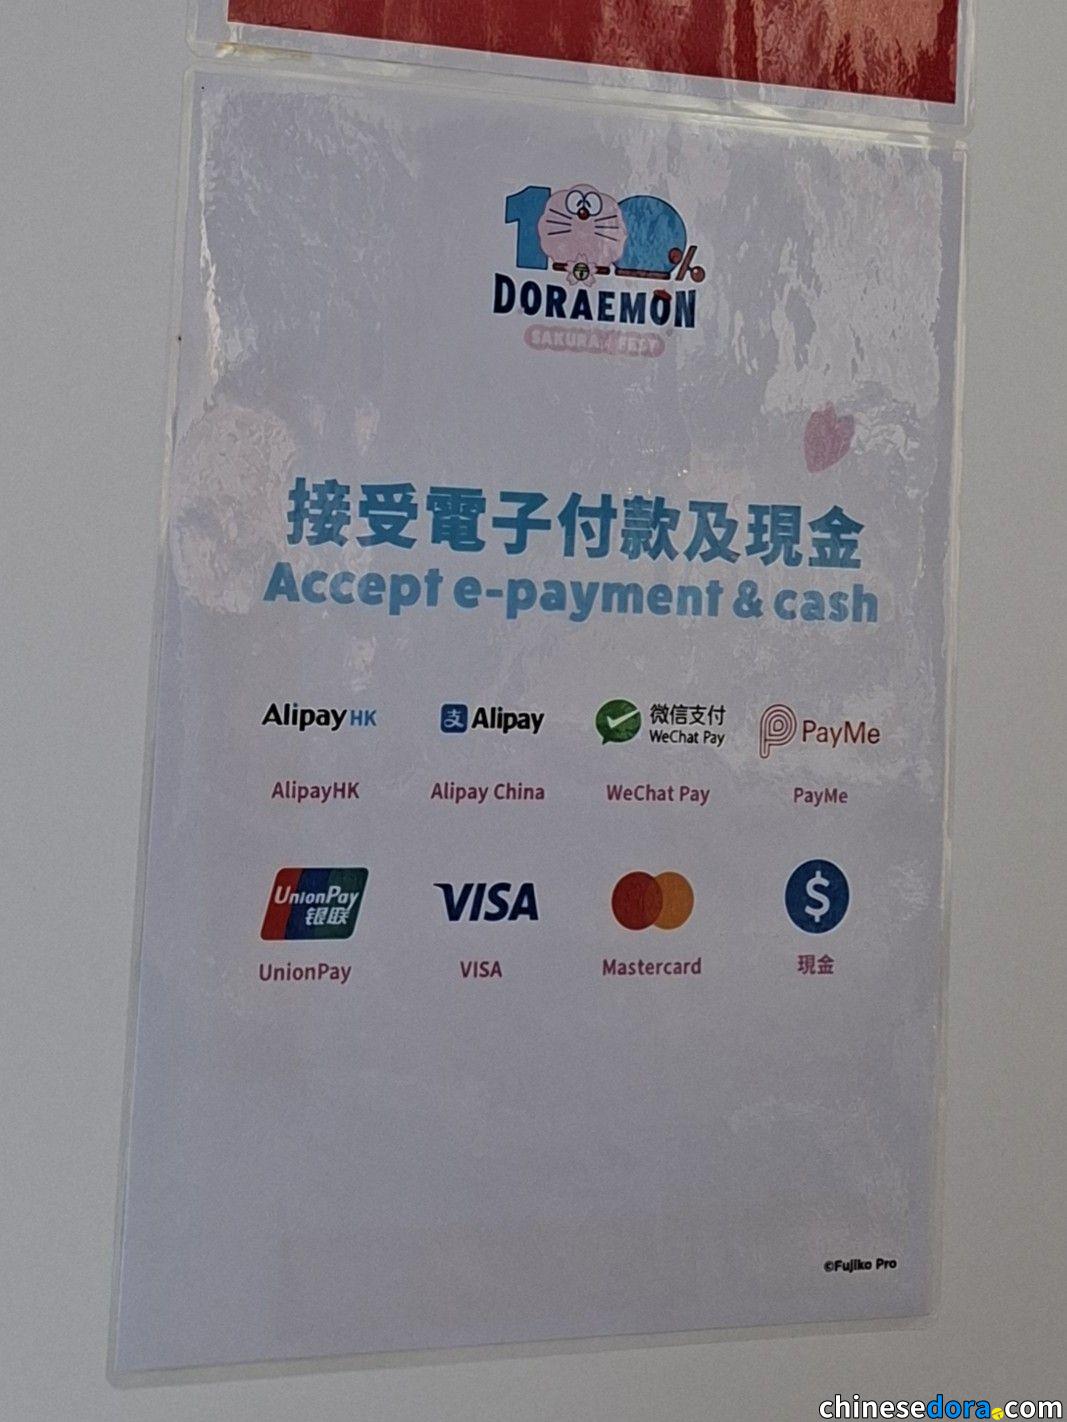 100%
DORAEMON
SAKURA FEST
接受電子付款及現金
Accept e-payment & cash
AlipayHK
支 Alipay
微信支付
WeChat Pay
PayMe
AlipayHK
Alipay China
WeChat Pay
PayMe
UnionPay
银联
VISA
$
UnionPay
VISA
Mastercard
現金
©Fujiko Pro
chinesedora.com